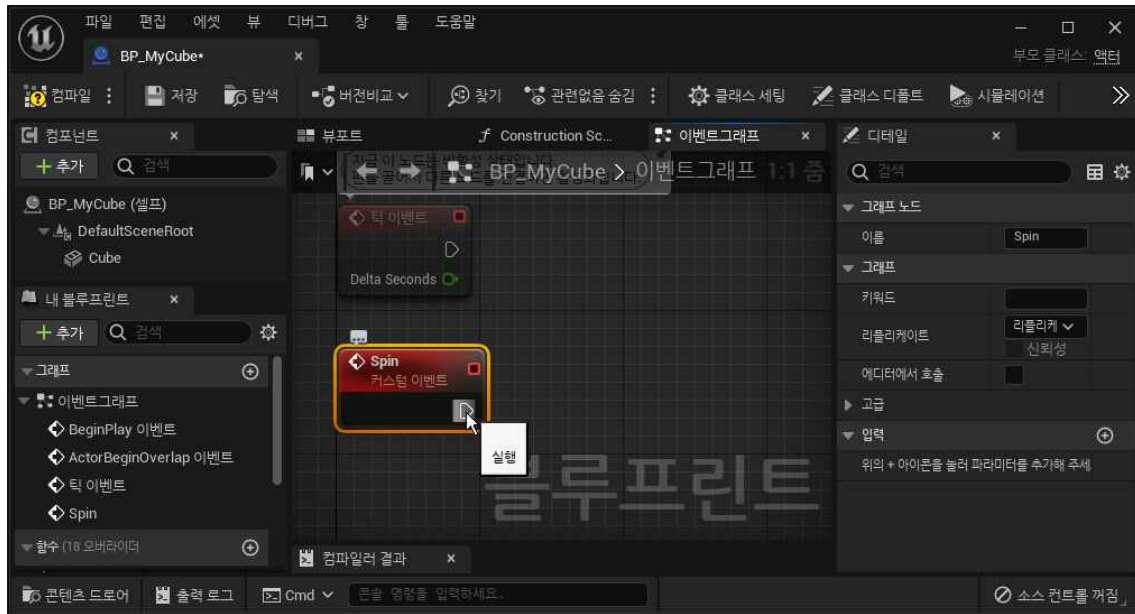 파일 편집 에셋 뷰 디버그 창 툴 도움말
BP_MyCube*
부모 클래스: 액터
컴파일 저장 탐색 버전비교 찾기 관련없음 숨김 클래스 세팅 클래스 디폴트 시뮬레이션
컴포넌트
추가 검색
BP_MyCube (셀프)
DefaultSceneRoot
Cube
내 블루프린트
추가 검색
그래프
이벤트그래프
BeginPlay 이벤트
ActorBeginOverlap 이벤트
틱 이벤트
Spin
함수 (18 오버라이더
뷰포트 Construction Sc... 이벤트그래프
BP_MyCube > 이벤트그래프 1:1 줌
틱 이벤트
Delta Seconds
Spin
커스텀 이벤트
실행
블루프린트
컴파일러 결과
디테일
검색
그래프 노드
이름 Spin
그래프
키워드
리플리케이트 리플리케
신뢰성
에디터에서 호출
고급
입력
위의 + 아이콘을 눌러 파라미터를 추가해 주세
콘텐츠 드로어 출력 로그 Cmd 콘솔 명령을 입력하세요. 소스 컨트롤 꺼짐